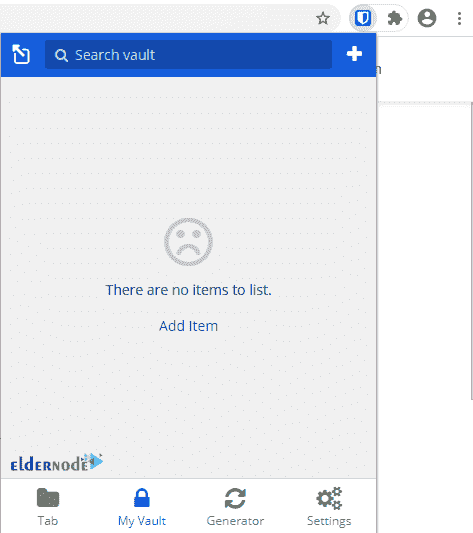 Search vault
There are no items to list.
Add Item
ELDERNODE
Tab
My Vault
Generator
Settings